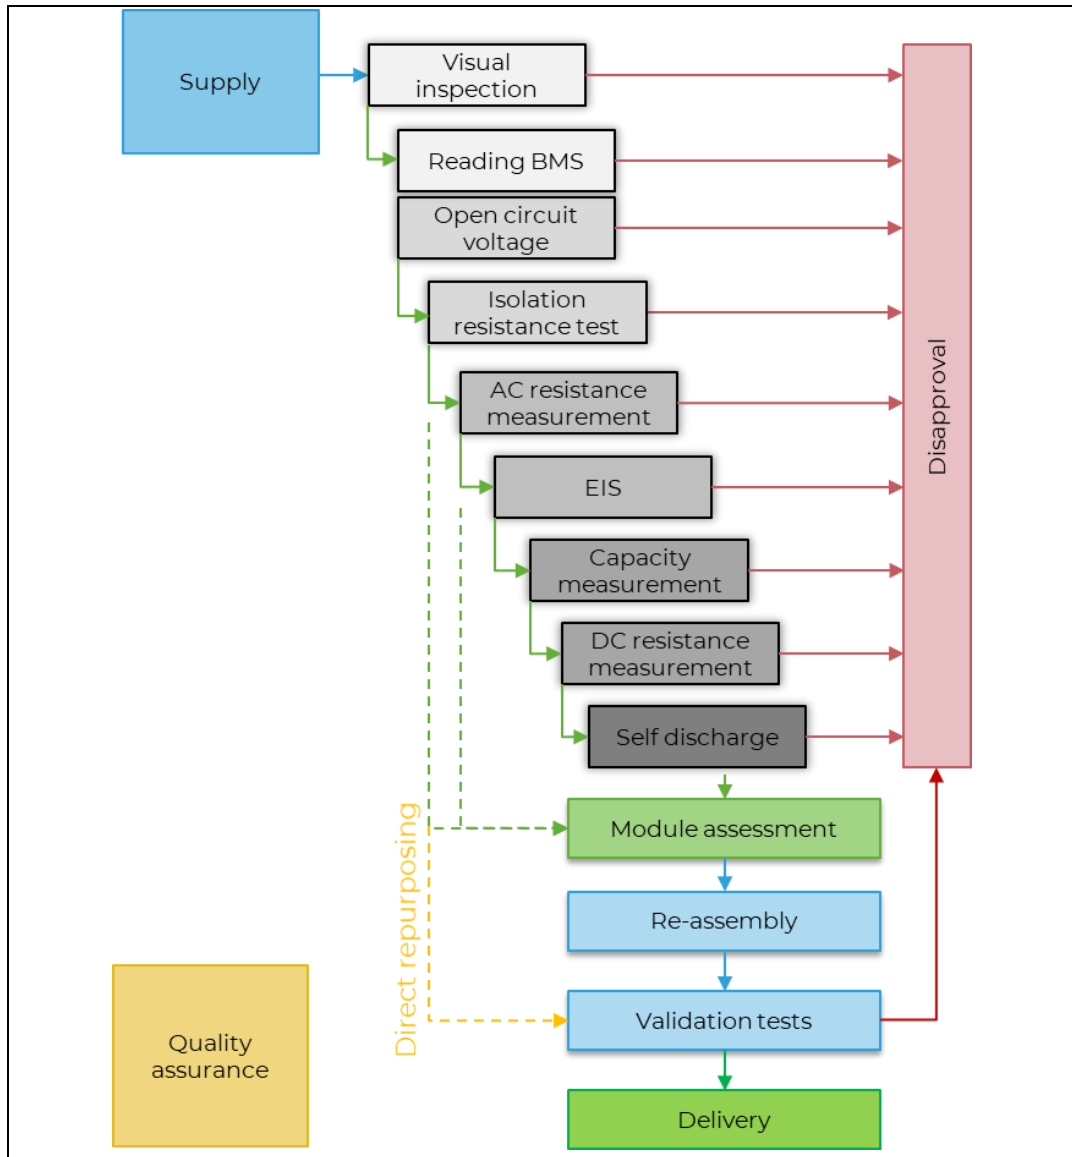 Supply
Visual
inspection
Reading BMS
Open circuit
voltage
Isolation
resistance test
AC resistance
measurement
EIS
Capacity
measurement
DC resistance
measurement
Self discharge
Disapproval
Module assessment
Direct repurposing
Re-assembly
Validation tests
Quality
assurance
Delivery